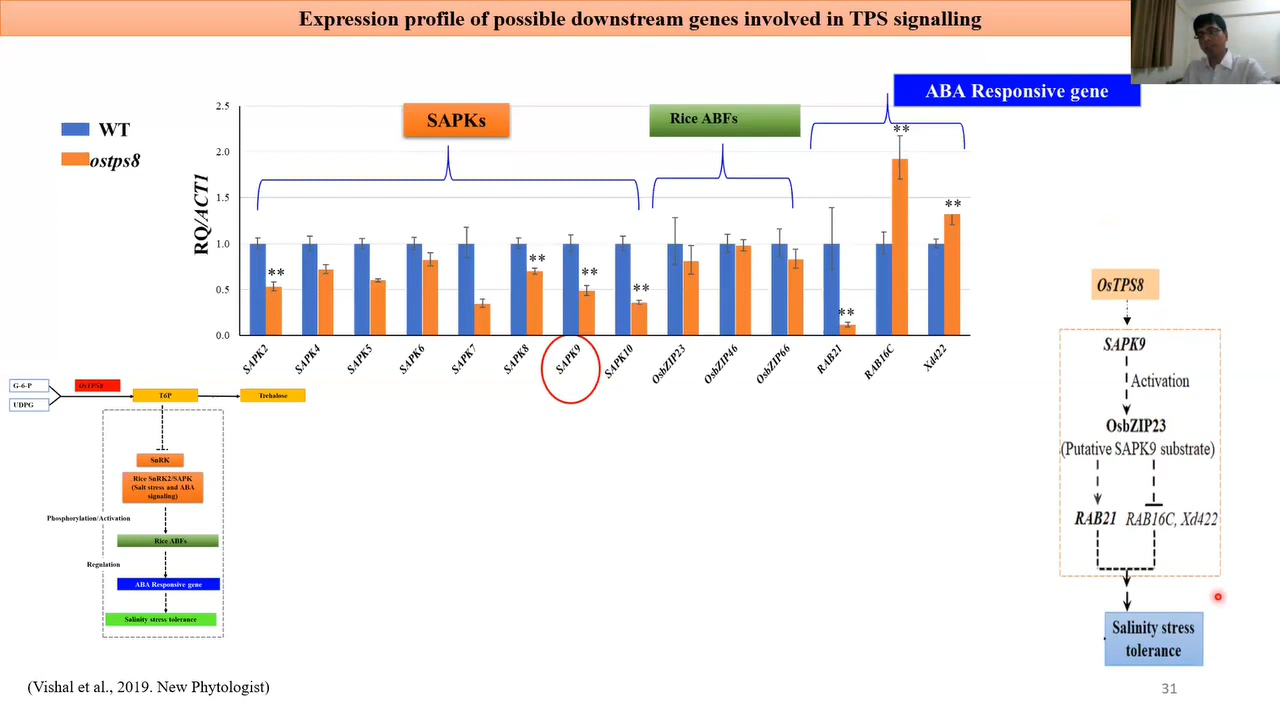 Expression profile of possible downstream genes involved in TPS signalling
ABA Responsive gene
SAPKs
Rice ABFs
WT
ostps8
RQ/ACT1
2.5
2.0
1.5
1.0
0.5
0.0
**
**
**
**
**
**
**
SAPK2
SAPK4
SAPK5
SAPK6
SAPK7
SAPK8
SAPK9
SAPK10
OsbZIP23
OsbZIP46
OsbZIP66
RAB21
RAB16C
Xd422
G-6-P
UDPG
OsTPS8
T6P
Trehalose
SnRK
Rice SnRK2/SAPK
(Salt stress and ABA
signaling)
Phosphorylation/Activation
Rice ABFs
Regulation
ABA Responsive gene
Salinity stress tolerance
OsTPS8
SAPK9
Activation
OsbZIP23
(Putative SAPK9 substrate)
RAB21 RAB16C, Xd422
Salinity stress
tolerance
(Vishal et al., 2019. New Phytologist)
31